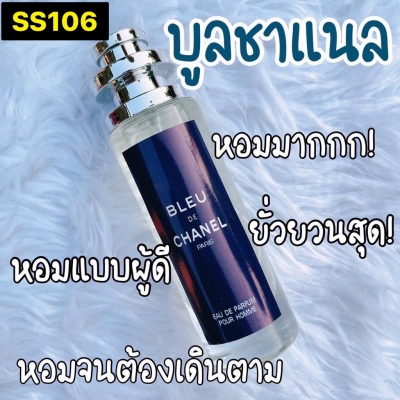 SS106
บูลชาแนล
หอมมากกก!
BLEU
DE
CHANEL
PARIS
ยั่วยวนสุด!
หอมแบบผู้ดี
EAU DE PARFUM
POUR HOMME
หอมจนต้องเดินตาม